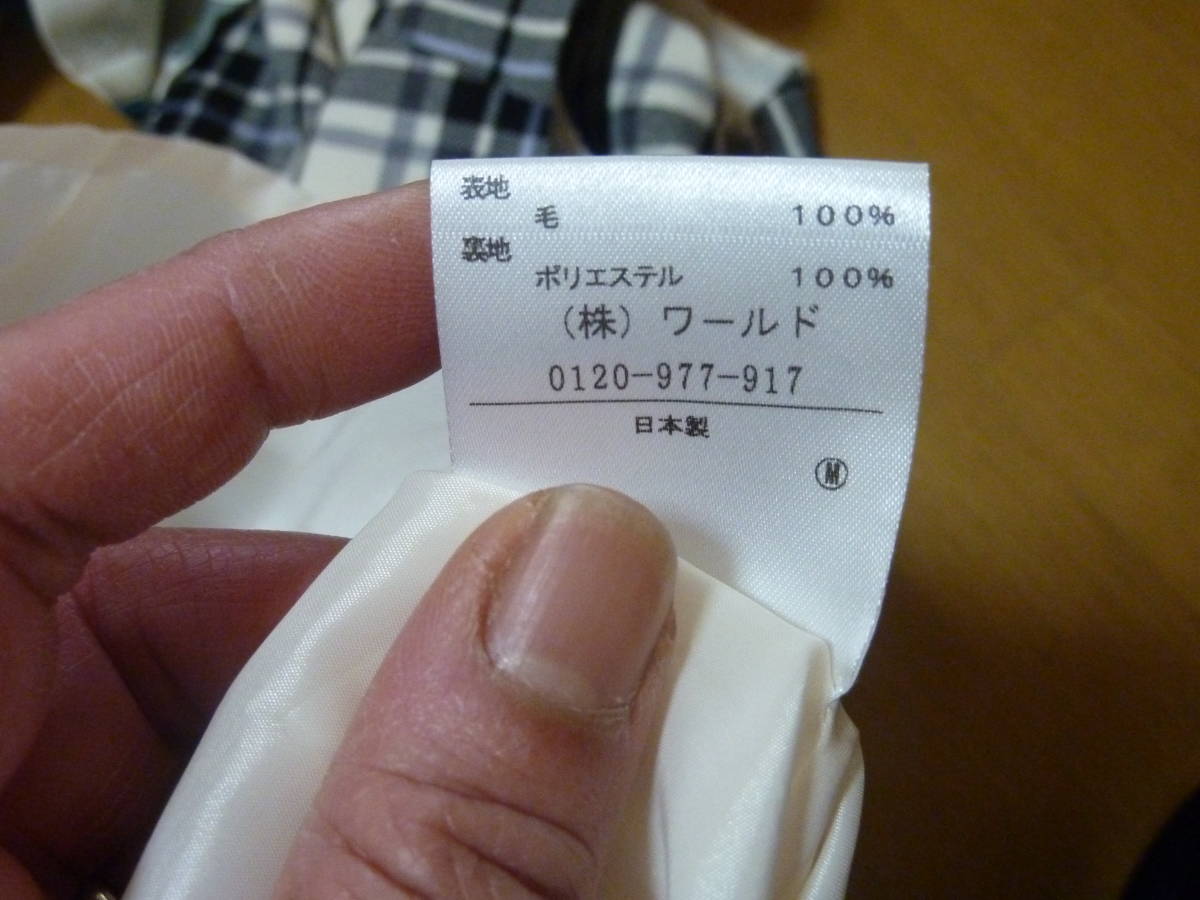 表地
毛 100%
裏地
ポリエステル 100%
(株) ワールド
0120-977-917
日本製
Ⓜ